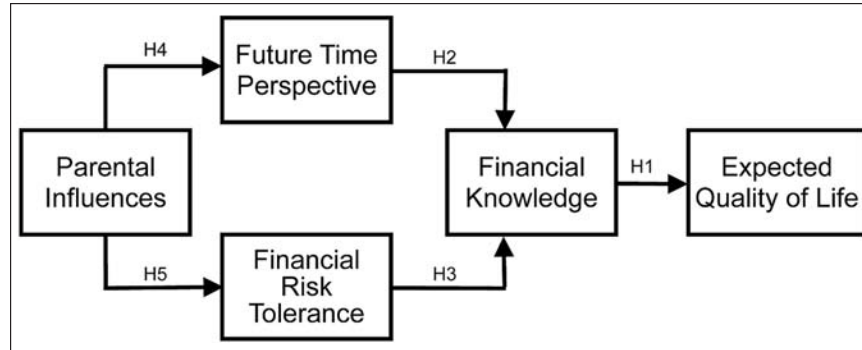 H4
Future Time
Perspective
H2
Parental
Influences
Financial
Knowledge
H1
Expected
Quality of Life
H5
Financial
Risk
Tolerance
H3